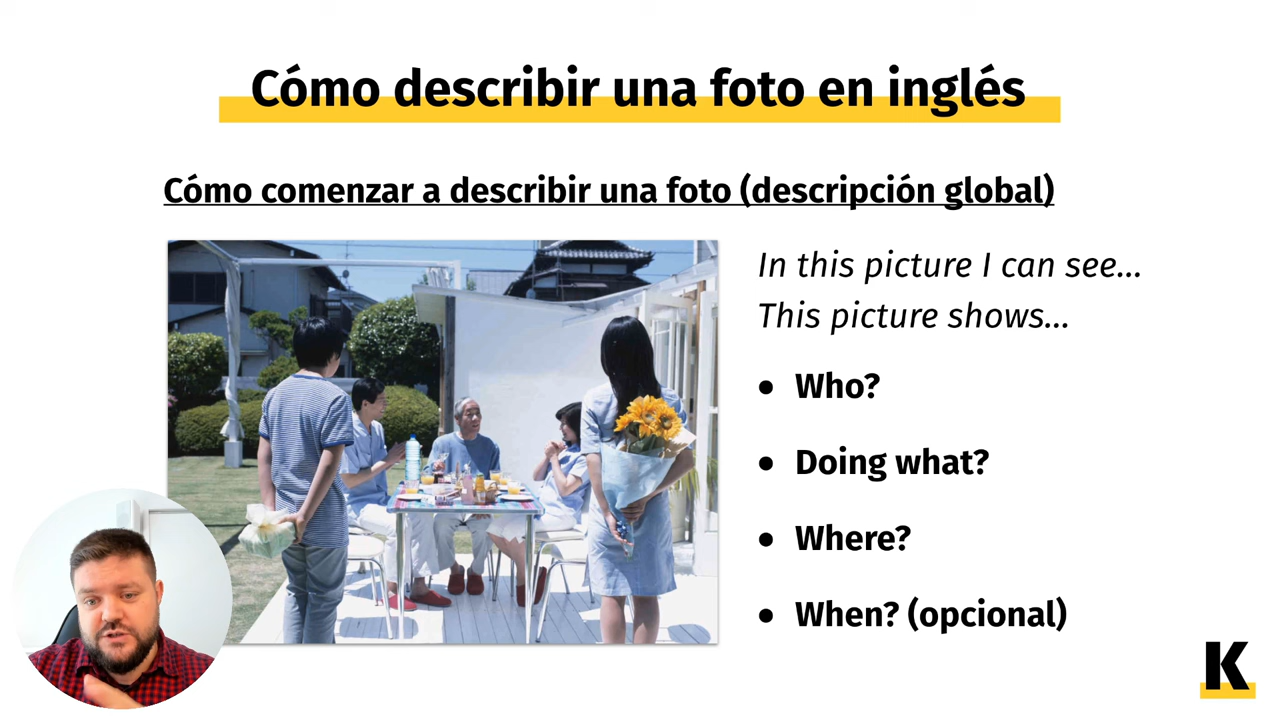 Cómo describir una foto en inglés
Cómo comenzar a describir una foto (descripción global)
In this picture I can see...
This picture shows...
• Who?
• Doing what?
• Where?
• When? (opcional)
K